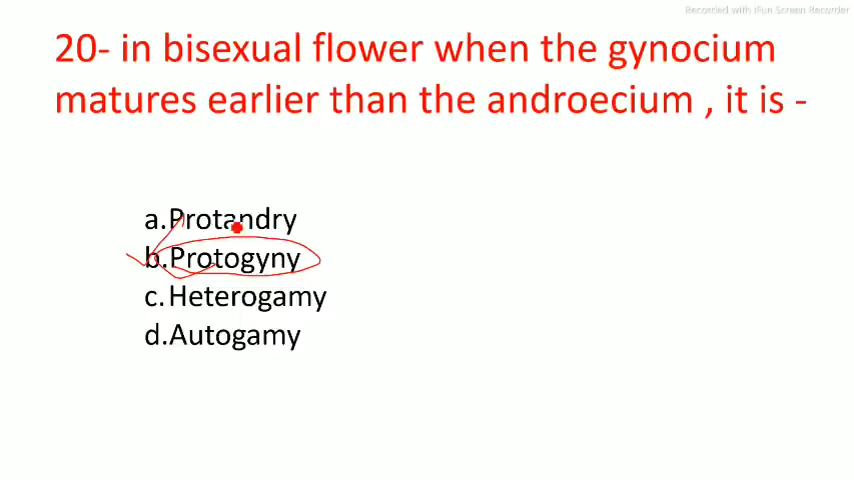 Recorded with iFun Screen Recorder
20- in bisexual flower when the gynocium
matures earlier than the androecium , it is -
a.Protandry
b.Protogyny
c.Heterogamy
d.Autogamy